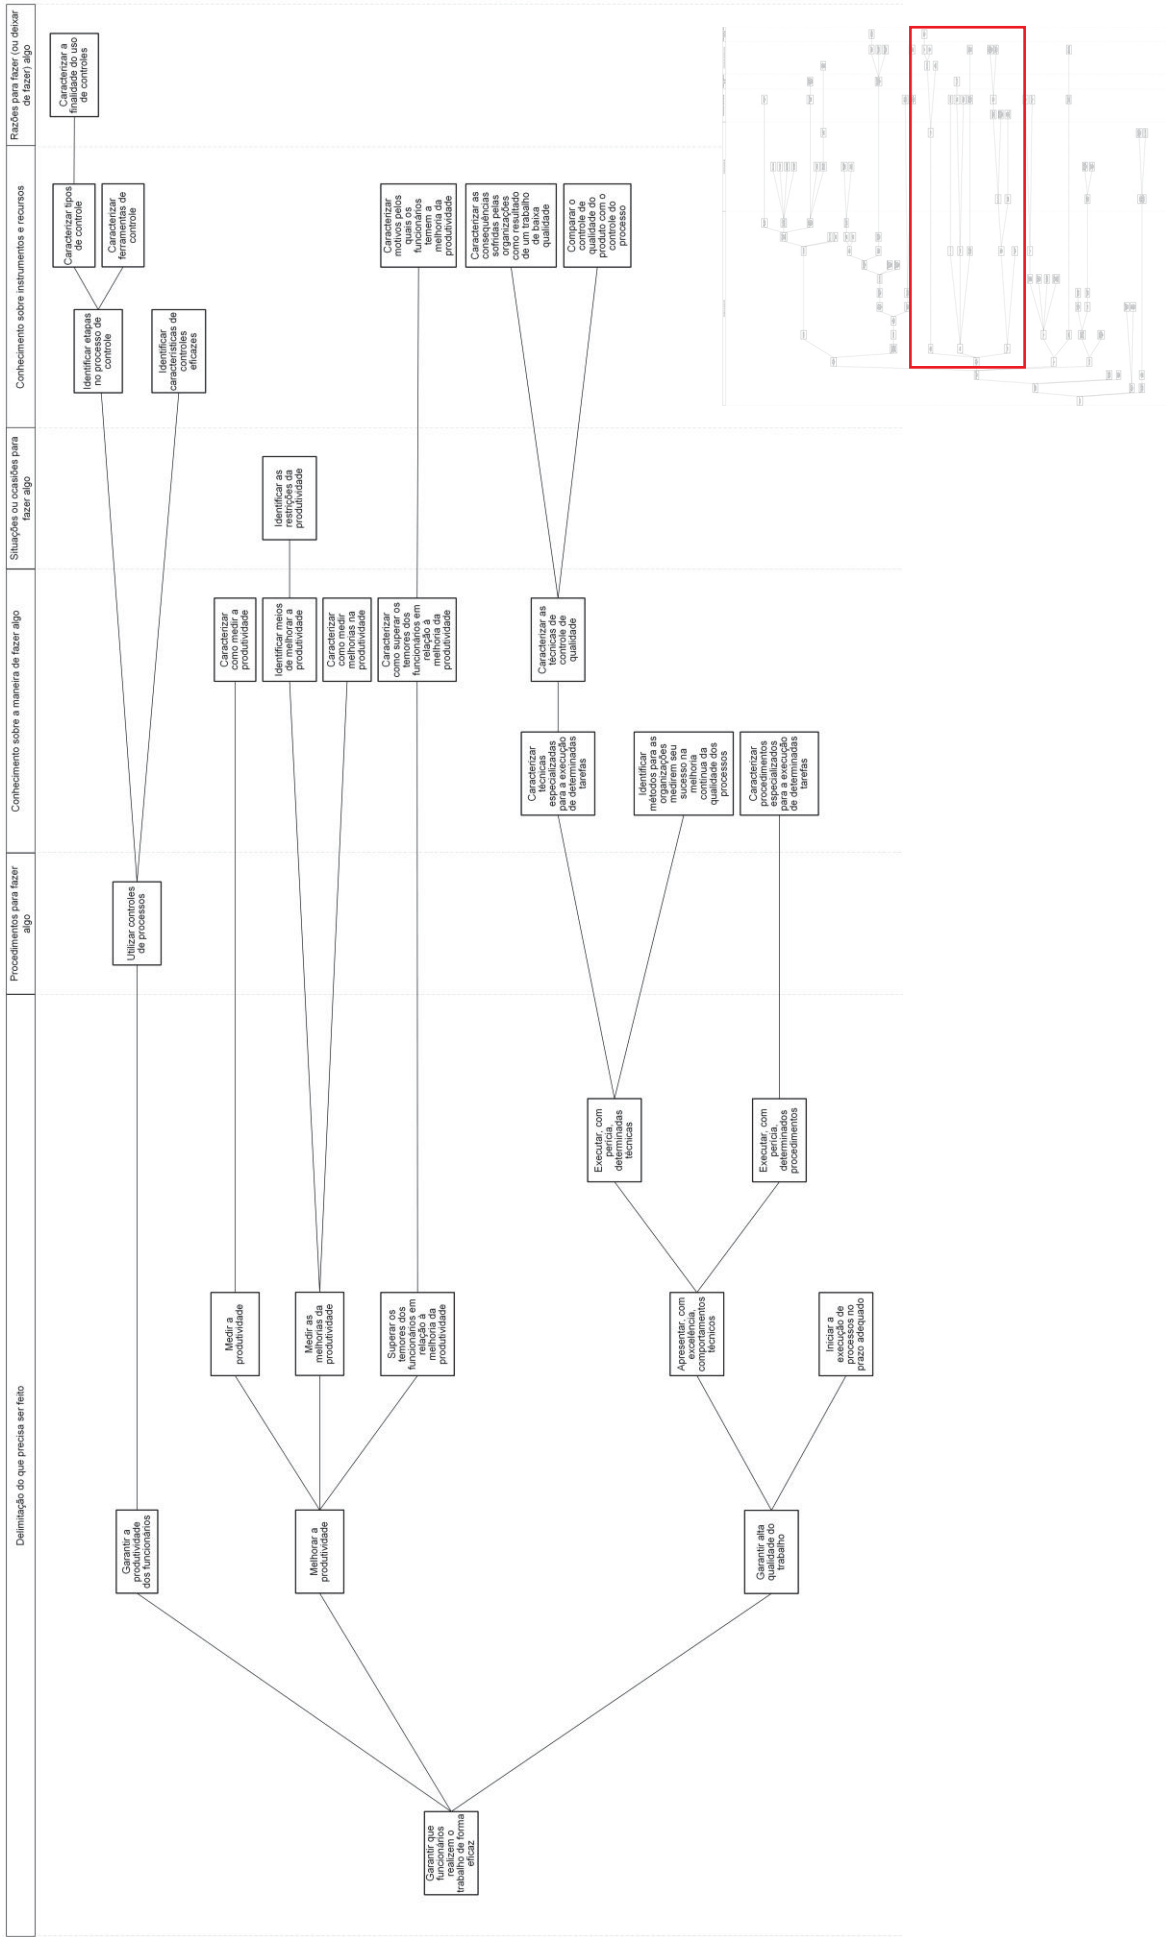 Delimitação do que precisa ser feito
Procedimentos para fazer
algo
Conhecimento sobre a maneira de fazer algo
Situações ou ocasiões para
fazer algo
Conhecimento sobre instrumentos e recursos
Razões para fazer (ou deixar
de fazer) algo
Garantir que
funcionários
realizem o
trabalho de forma
eficaz
Garantir a
produtividade
dos funcionários
Melhorar a
produtividade
Garantir alta
qualidade do
trabalho
Medir a
produtividade
Medir as
melhorias da
produtividade
Superar os
temores dos
funcionários em
relação à
melhoria da
produtividade
Apresentar, com
excelência,
comportamentos
técnicos
Iniciar a
execução de
processos no
prazo adequado
Executar, com
perícia,
determinadas
técnicas
Executar, com
perícia,
determinados
procedimentos
Utilizar controles
de processos
Caracterizar
técnicas
especializadas
para a execução
de determinadas
tarefas
Identificar
métodos para as
organizações
medirem seu
sucesso na
melhoria
contínua da
qualidade dos
processos
Caracterizar
procedimentos
especializados
para a execução
de determinadas
tarefas
Caracterizar
como medir a
produtividade
Identificar meios
de melhorar a
produtividade
Caracterizar
como medir
melhorias na
produtividade
Caracterizar
como superar os
temores dos
funcionários em
relação à
melhoria da
produtividade
Caracterizar as
técnicas de
controle de
qualidade
Identificar as
restrições da
produtividade
Identificar etapas
no processo de
controle
Identificar
características de
controles
eficazes
Caracterizar tipos
de controle
Caracterizar
ferramentas de
controle
Caracterizar
motivos pelos
quais os
funcionários
temem a
melhoria da
produtividade
Caracterizar as
consequências
sofridas pelas
organizações
como resultado
de um trabalho
de baixa
qualidade
Comparar o
controle de
qualidade do
produto com o
controle do
processo
Caracterizar a
finalidade do uso
de controles